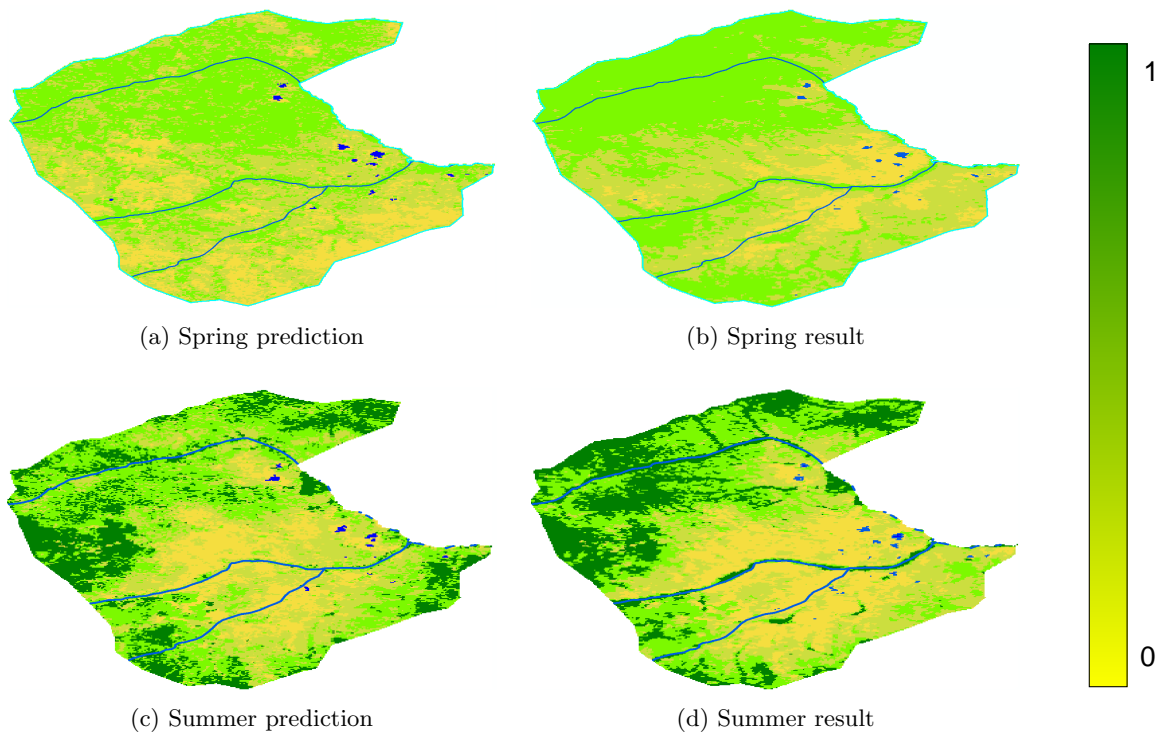 1
(a) Spring prediction
(b) Spring result
0
(c) Summer prediction
(d) Summer result